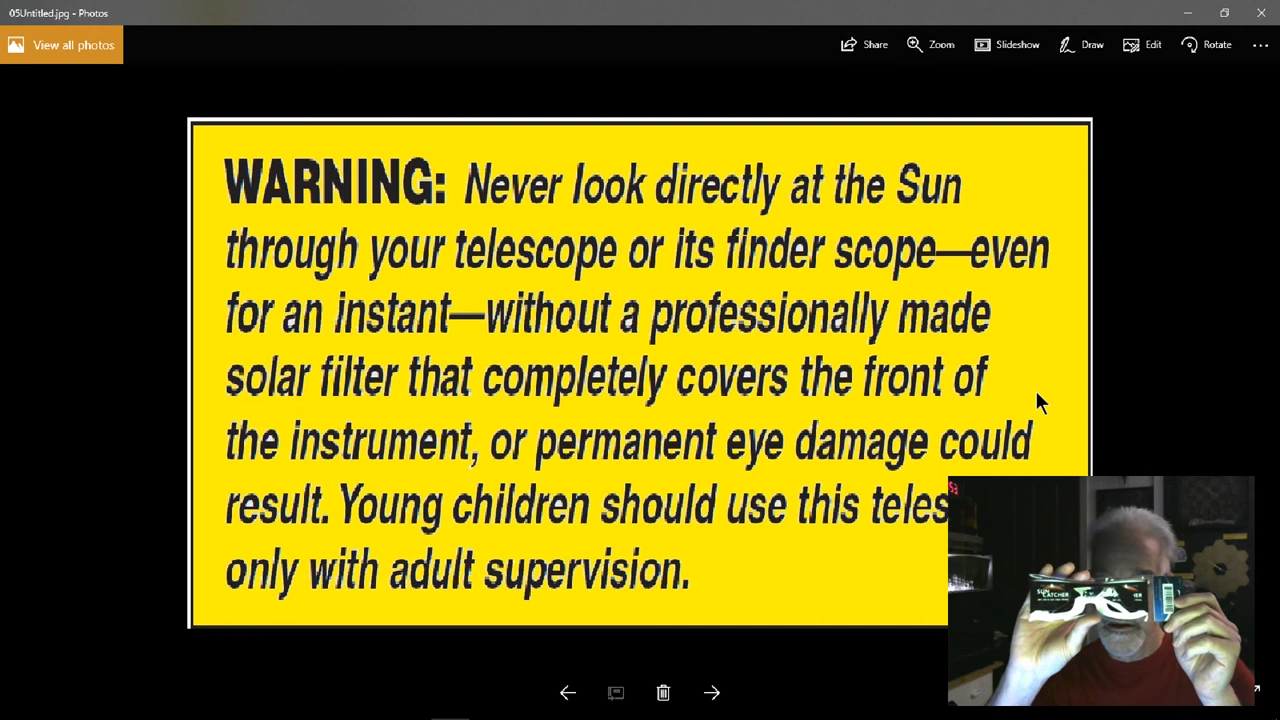 05Untitled.jpg - Photos
View all photos
Share Zoom Slideshow Draw Edit Rotate
WARNING: Never look directly at the Sun
through your telescope or its finder scope—even
for an instant—without a professionally made
solar filter that completely covers the front of
the instrument, or permanent eye damage could
result. Young children should use this teles
only with adult supervision.
SUN
CATCHER